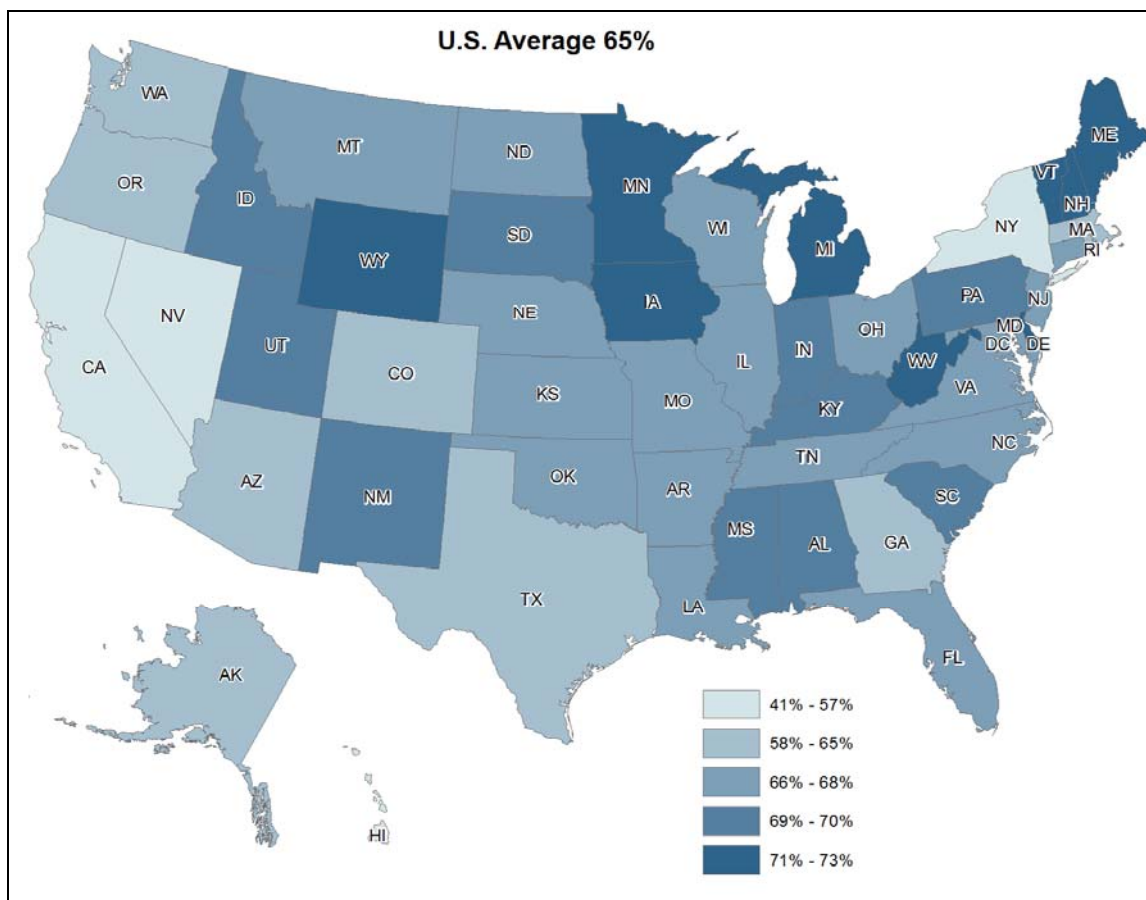 U.S. Average 65%
WA
MT
ND
MN
ME
VT
NH
OR
ID
SD
WI
NY
MA
RI
WY
MI
IA
PA
NJ
NE
NV
UT
IN
OH
MD
DC
DE
IL
WV
CA
CO
KS
MO
KY
VA
NC
TN
AZ
NM
OK
AR
SC
MS
AL
GA
TX
LA
FL
AK
HI
41% - 57%
58% - 65%
66% - 68%
69% - 70%
71% - 73%